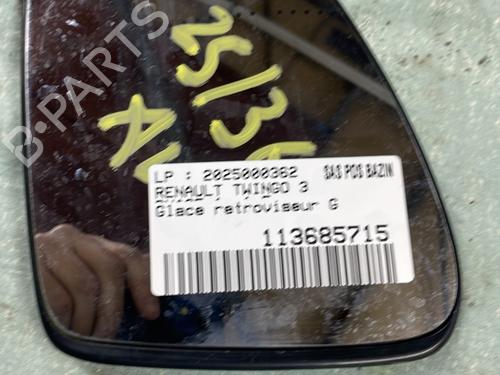 B-PARTS
25/36
LP : 2025000362
SAS POS BAZIN
RENAULT TWINGO 3
Glace retroviseur G
113685715